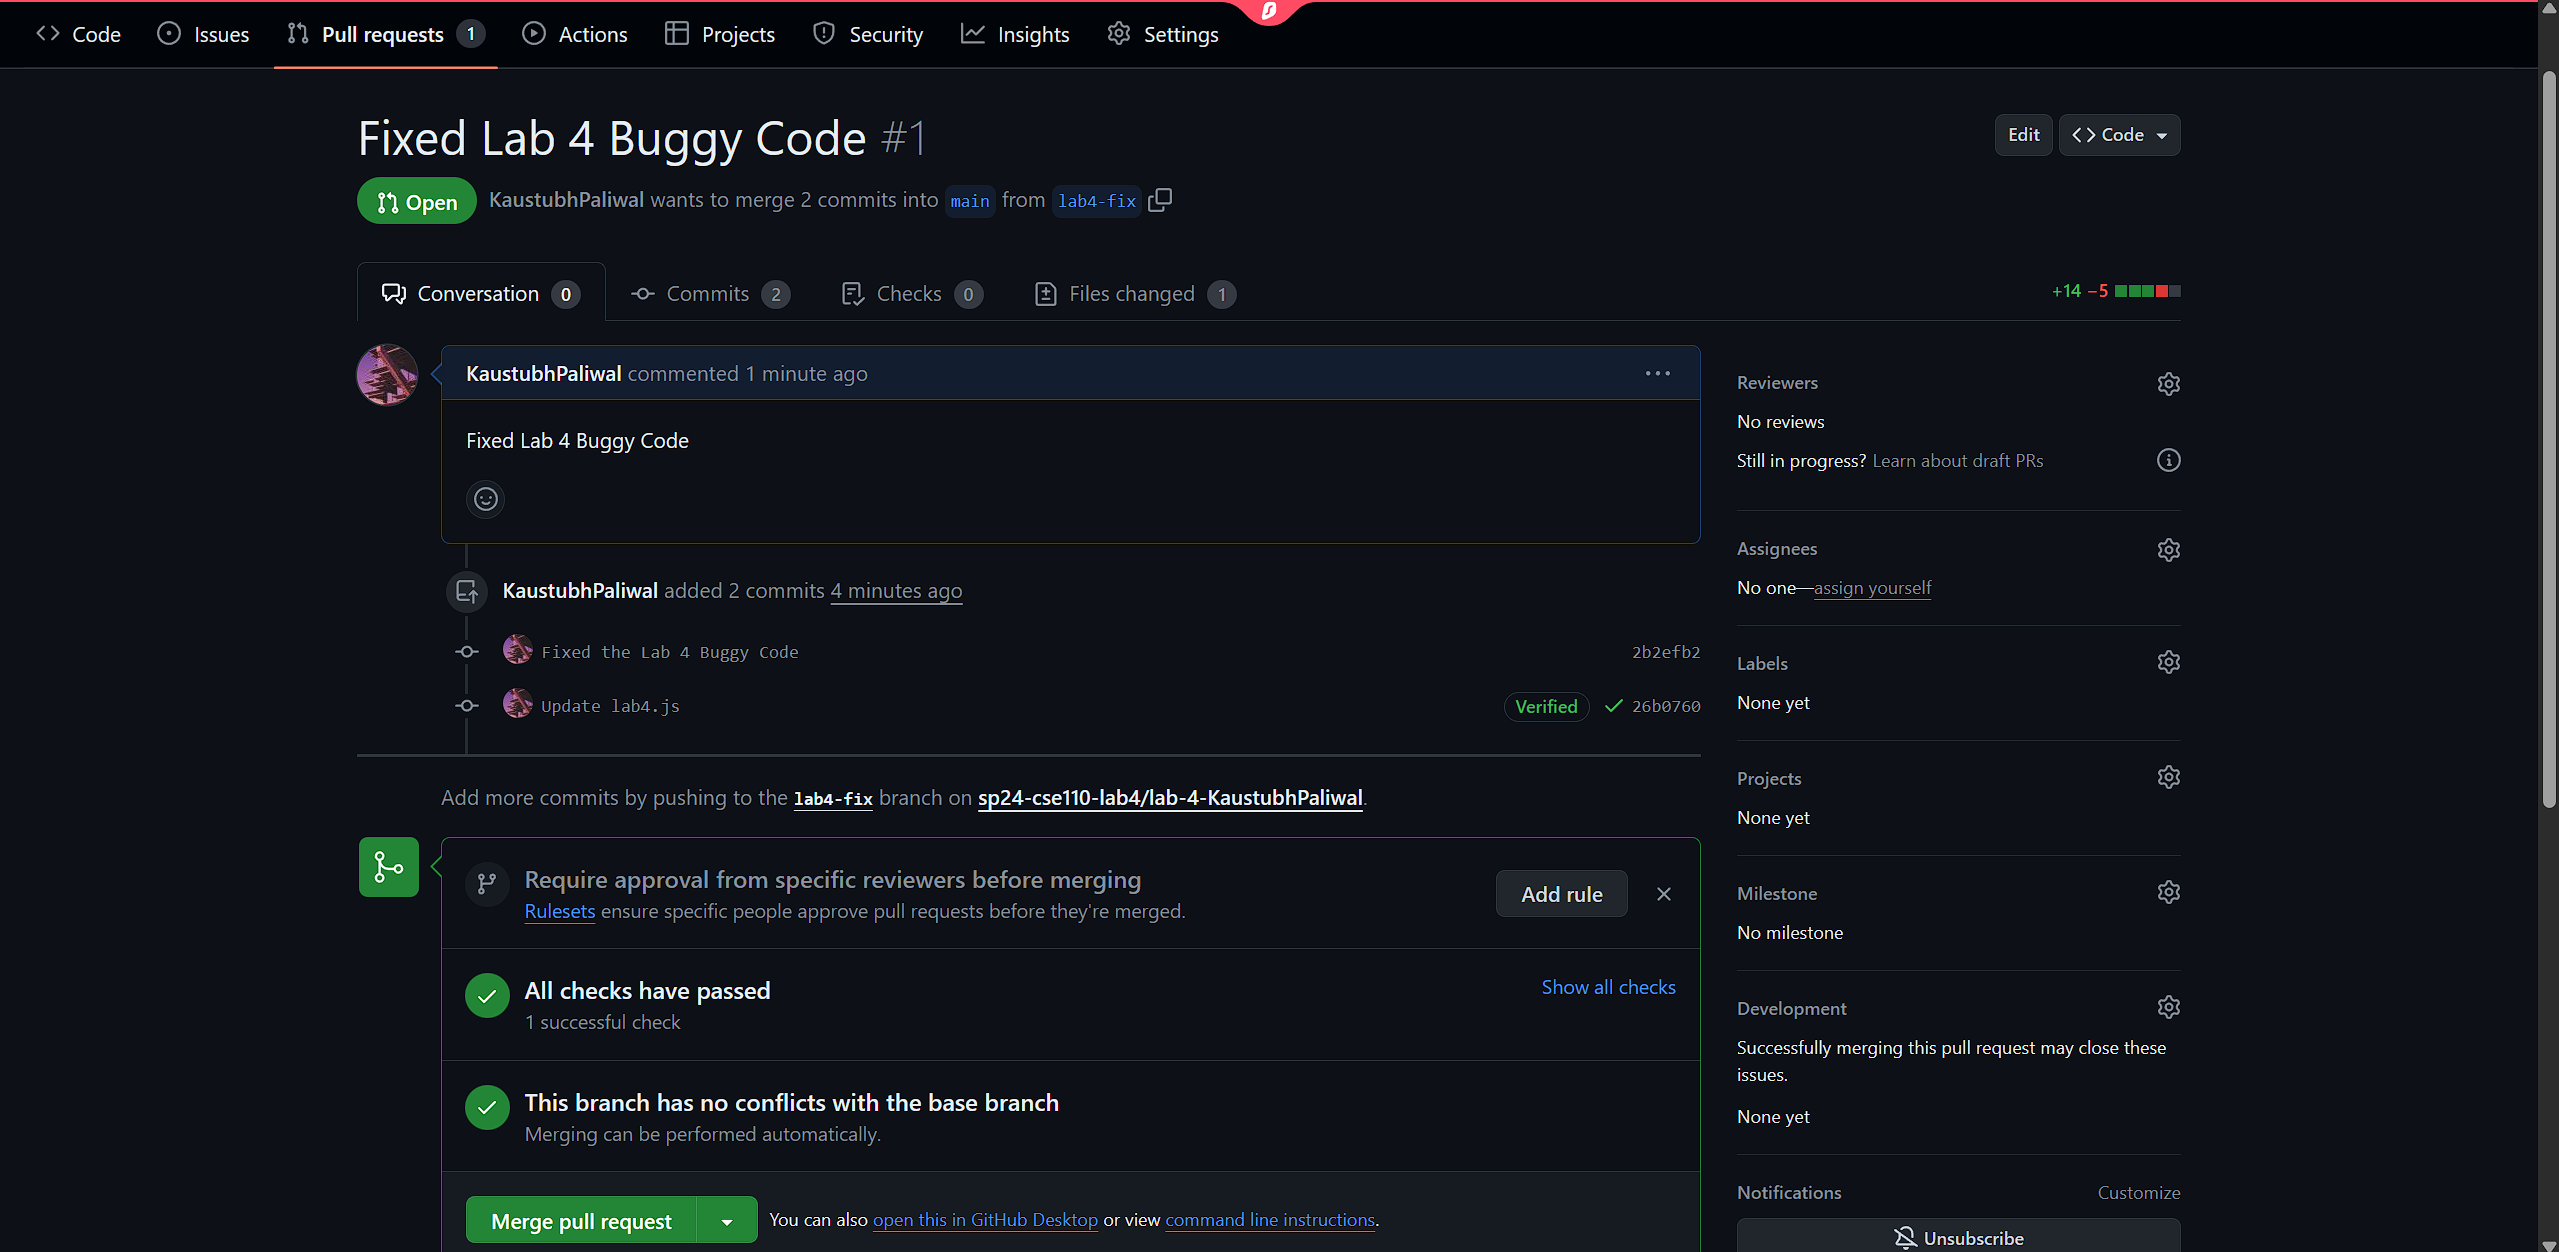 Code Issues Pull requests 1 Actions Projects Security Insights Settings
Fixed Lab 4 Buggy Code #1
Edit Code
Open KaustubhPaliwal wants to merge 2 commits into main from lab4-fix
Conversation 0 Commits 2 Checks 0 Files changed 1
+14 −5
KaustubhPaliwal commented 1 minute ago
Fixed Lab 4 Buggy Code
KaustubhPaliwal added 2 commits 4 minutes ago
Fixed the Lab 4 Buggy Code 2b2efb2
Update lab4.js Verified 26b0760
Add more commits by pushing to the lab4-fix branch on sp24-cse110-lab4/lab-4-KaustubhPaliwal.
Require approval from specific reviewers before merging
Rulesets ensure specific people approve pull requests before they're merged.
Add rule
All checks have passed
1 successful check
Show all checks
This branch has no conflicts with the base branch
Merging can be performed automatically.
Merge pull request You can also open this in GitHub Desktop or view command line instructions.
Reviewers
No reviews
Still in progress? Learn about draft PRs
Assignees
No one—assign yourself
Labels
None yet
Projects
None yet
Milestone
No milestone
Development
Successfully merging this pull request may close these
issues.
None yet
Notifications Customize
Unsubscribe